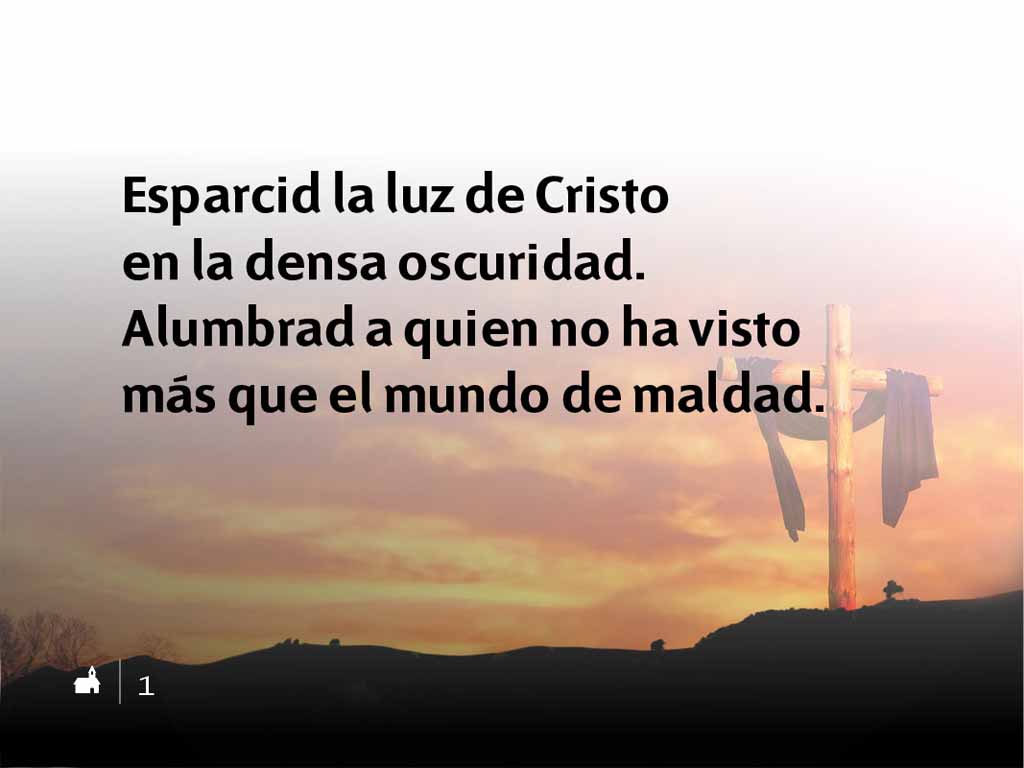 Esparcid la luz de Cristo
en la densa oscuridad.
Alumbrad a quien no ha visto
más que el mundo de maldad.
1